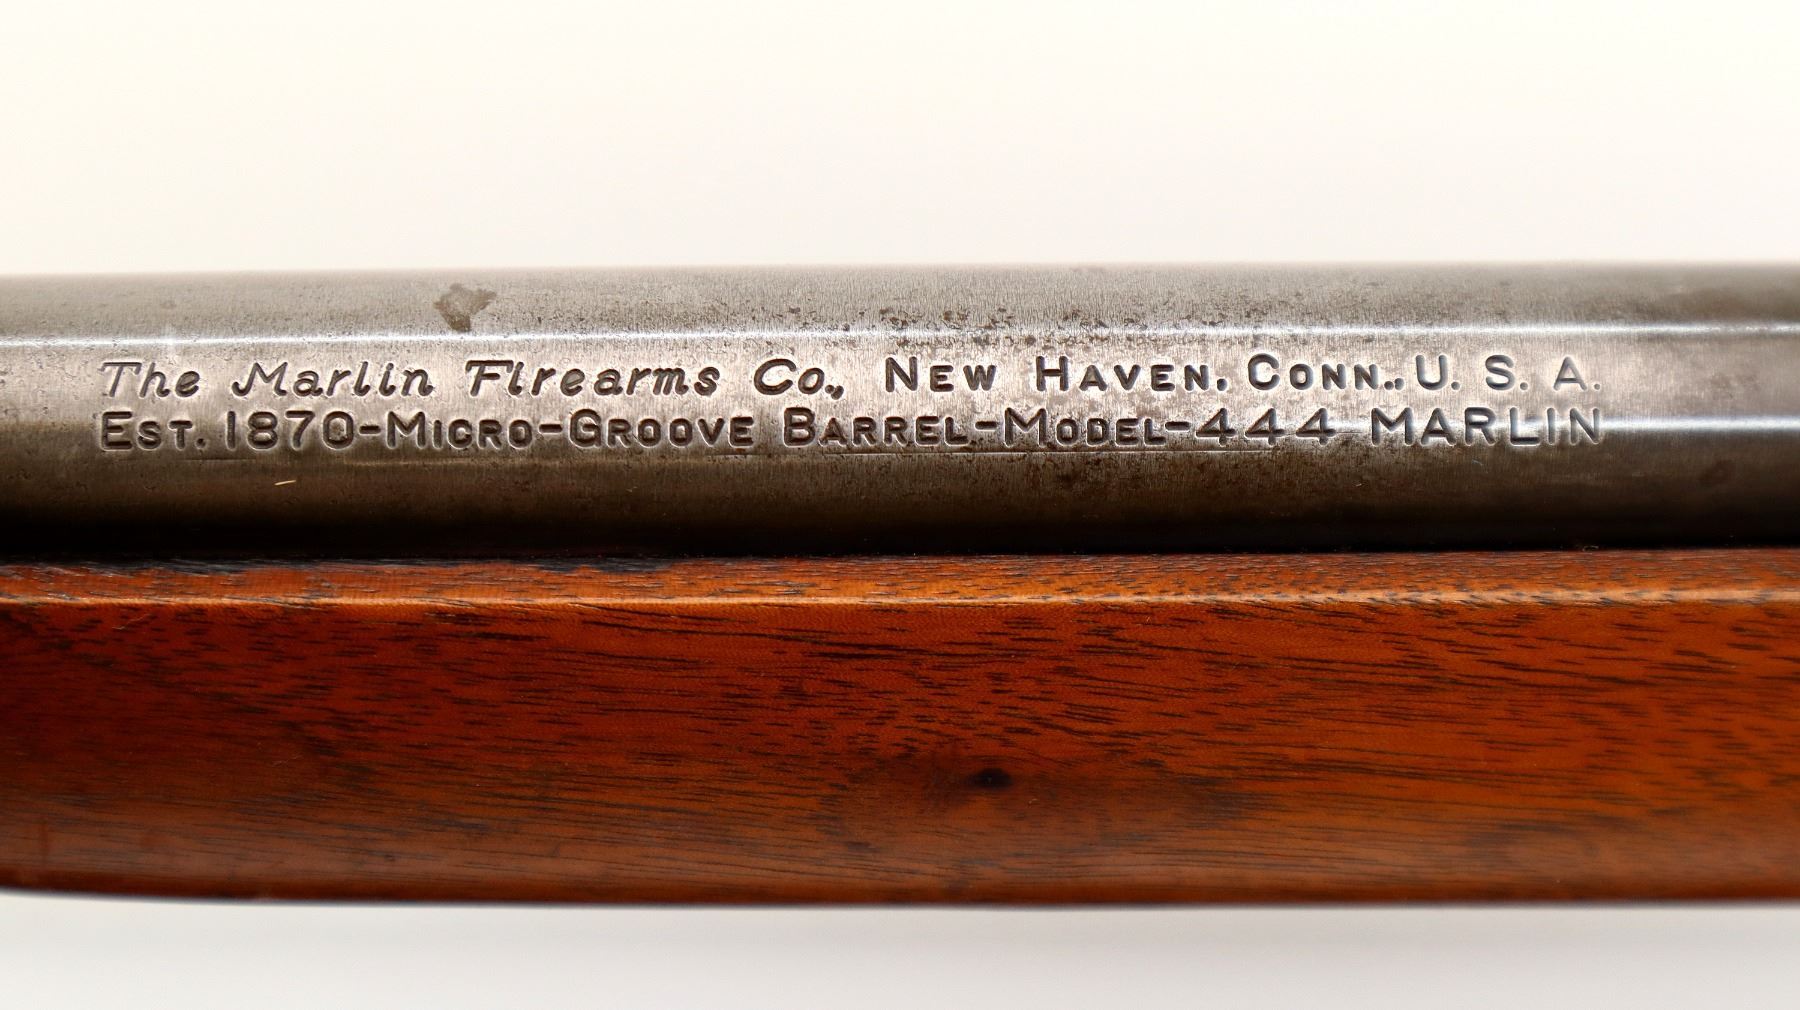 The Marlin Firearms Co., New Haven. Conn., U. S. A.
Est. 1870-Micro-Groove Barrel-Model-444 MARLIN